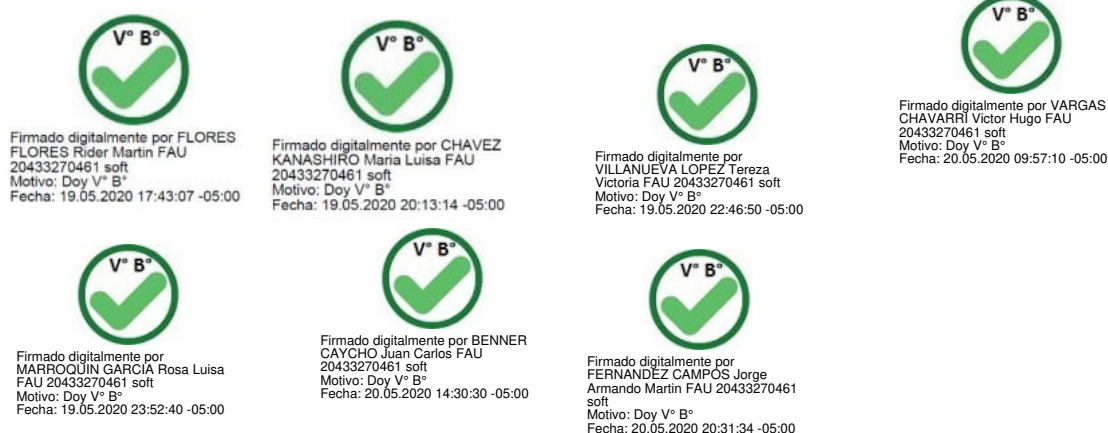 V° B°
Firmado digitalmente por FLORES
FLORES Rider Martin FAU
20433270461 soft
Motivo: Doy V° B°
Fecha: 19.05.2020 17:43:07 -05:00
V° B°
Firmado digitalmente por CHAVEZ
KANASHIRO Maria Luisa FAU
20433270461 soft
Motivo: Doy V° B°
Fecha: 19.05.2020 20:13:14 -05:00
V° B°
Firmado digitalmente por
VILLANUEVA LOPEZ Tereza
Victoria FAU 20433270461 soft
Motivo: Doy V° B°
Fecha: 19.05.2020 22:46:50 -05:00
V° B°
Firmado digitalmente por VARGAS
CHAVARRI Victor Hugo FAU
20433270461 soft
Motivo: Doy V° B°
Fecha: 20.05.2020 09:57:10 -05:00
V° B°
Firmado digitalmente por
MARROQUIN GARCIA Rosa Luisa
FAU 20433270461 soft
Motivo: Doy V° B°
Fecha: 19.05.2020 23:52:40 -05:00
V° B°
Firmado digitalmente por BENNER
CAYCHO Juan Carlos FAU
20433270461 soft
Motivo: Doy V° B°
Fecha: 20.05.2020 14:30:30 -05:00
V° B°
Firmado digitalmente por
FERNANDEZ CAMPOS Jorge
Armando Martin FAU 20433270461
soft
Motivo: Doy V° B°
Fecha: 20.05.2020 20:31:34 -05:00